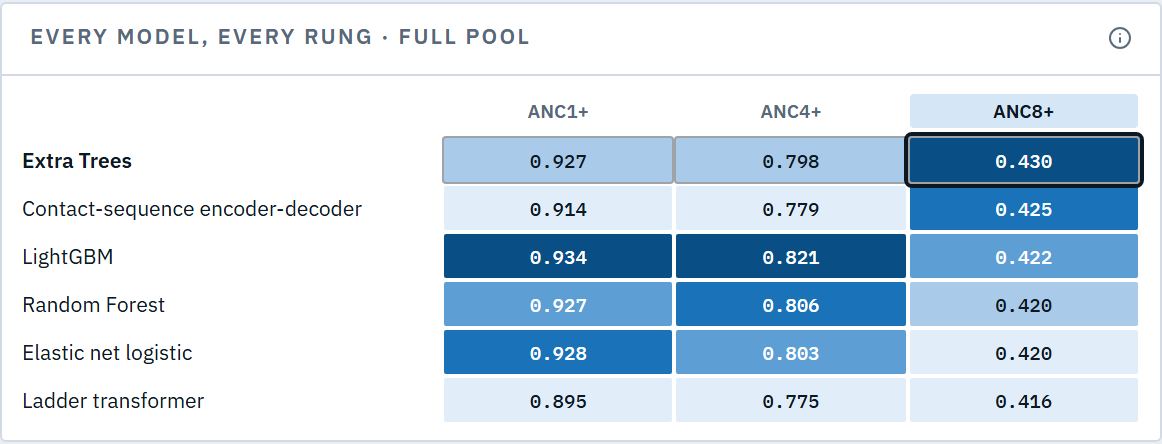 EVERY MODEL, EVERY RUNG · FULL POOL
ANC1+ ANC4+ ANC8+
Extra Trees 0.927 0.798 0.430
Contact-sequence encoder-decoder 0.914 0.779 0.425
LightGBM 0.934 0.821 0.422
Random Forest 0.927 0.806 0.420
Elastic net logistic 0.928 0.803 0.420
Ladder transformer 0.895 0.775 0.416